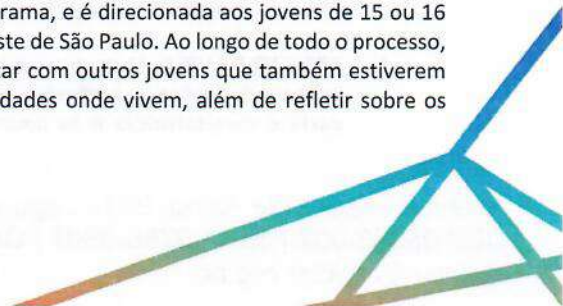 rama, e é direcionada aos jovens de 15 ou 16
ste de São Paulo. Ao longo de todo o processo,
tar com outros jovens que também estiverem
dades onde vivem, além de refletir sobre os